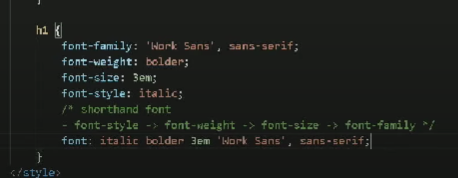 }
h1 {
font-family: 'Work Sans', sans-serif;
font-weight: bolder;
font-size: 3em;
font-style: italic;
/* shorthand font
- font-style -> font-weight -> font-size -> font-family */
font: italic bolder 3em 'Work Sans', sans-serif;
}
</style>